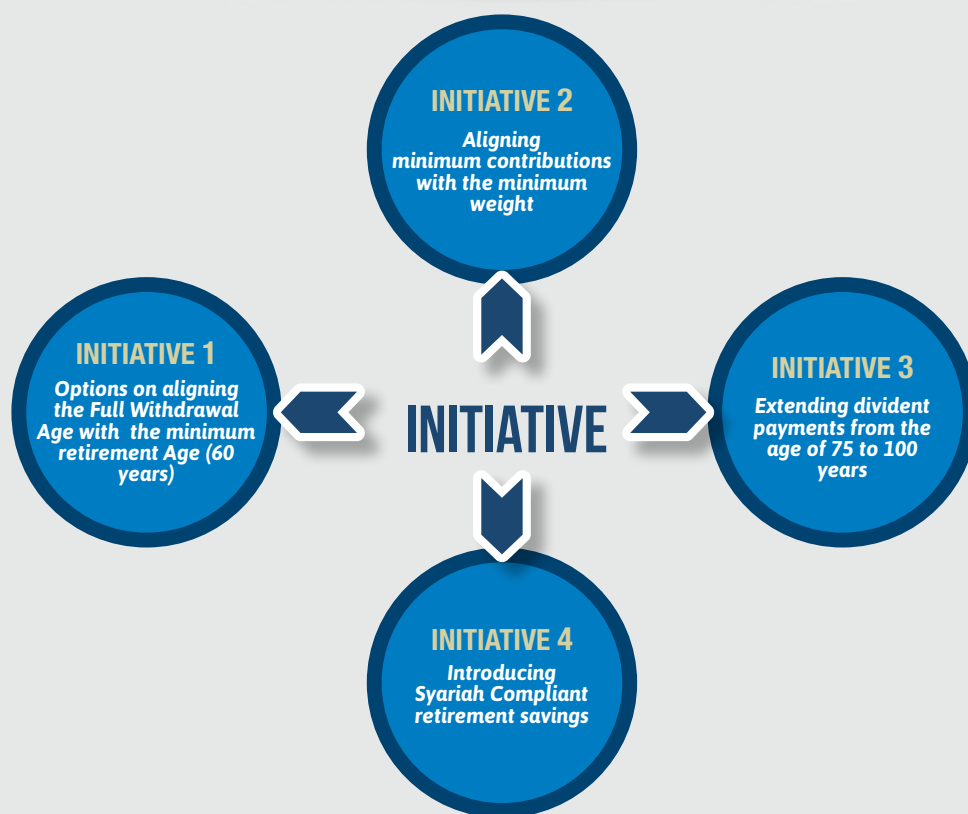 INITIATIVE 2
Aligning
minimum contributions
with the minimum
weight
INITIATIVE 1
Options on aligning
the Full Withdrawal
Age with the minimum
retirement Age (60
years)
INITIATIVE
INITIATIVE 3
Extending divident
payments from the
age of 75 to 100
years
INITIATIVE 4
Introducing
Syariah Compliant
retirement savings